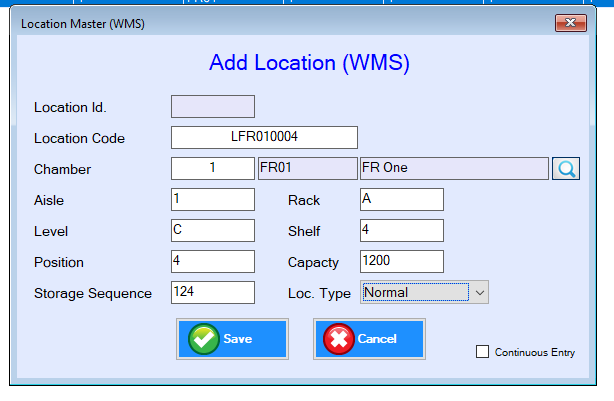 Location Master (WMS)
Add Location (WMS)
Location Id.
Location Code LFR010004
Chamber 1 FR01 FR One
Aisle 1 Rack A
Level C Shelf 4
Position 4 Capacty 1200
Storage Sequence 124 Loc. Type Normal
Save Cancel
Continuous Entry